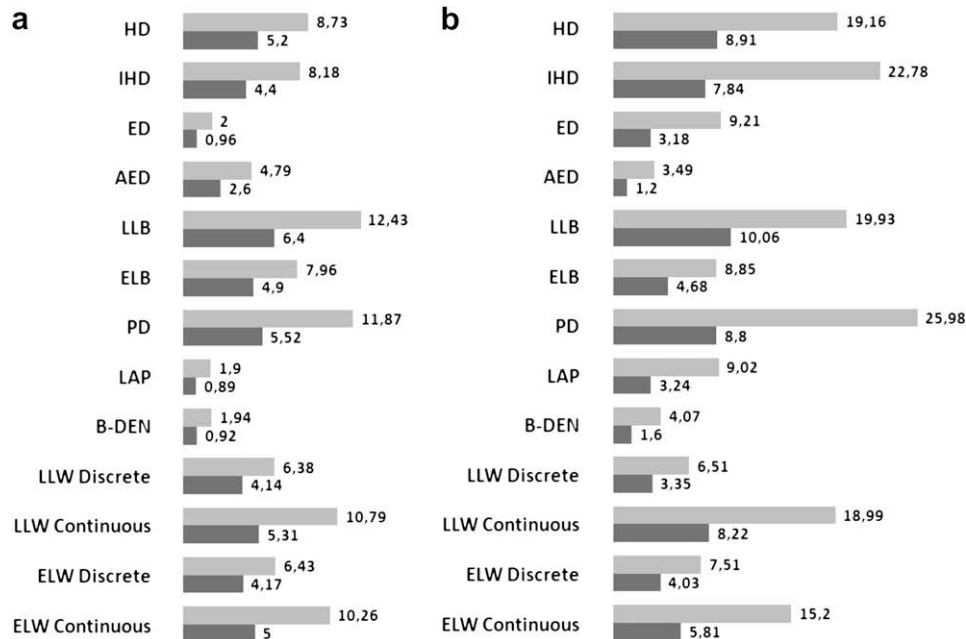 a
HD 8,73
5,2
IHD 8,18
4,4
ED 2
0,96
AED 4,79
2,6
LLB 12,43
6,4
ELB 7,96
4,9
PD 11,87
5,52
LAP 1,9
0,89
B-DEN 1,94
0,92
LLW Discrete 6,38
4,14
LLW Continuous 10,79
5,31
ELW Discrete 6,43
4,17
ELW Continuous 10,26
5
b
HD 19,16
8,91
IHD 22,78
7,84
ED 9,21
3,18
AED 3,49
1,2
LLB 19,93
10,06
ELB 8,85
4,68
PD 25,98
8,8
LAP 9,02
3,24
B-DEN 4,07
1,6
LLW Discrete 6,51
3,35
LLW Continuous 18,99
8,22
ELW Discrete 7,51
4,03
ELW Continuous 15,2
5,81